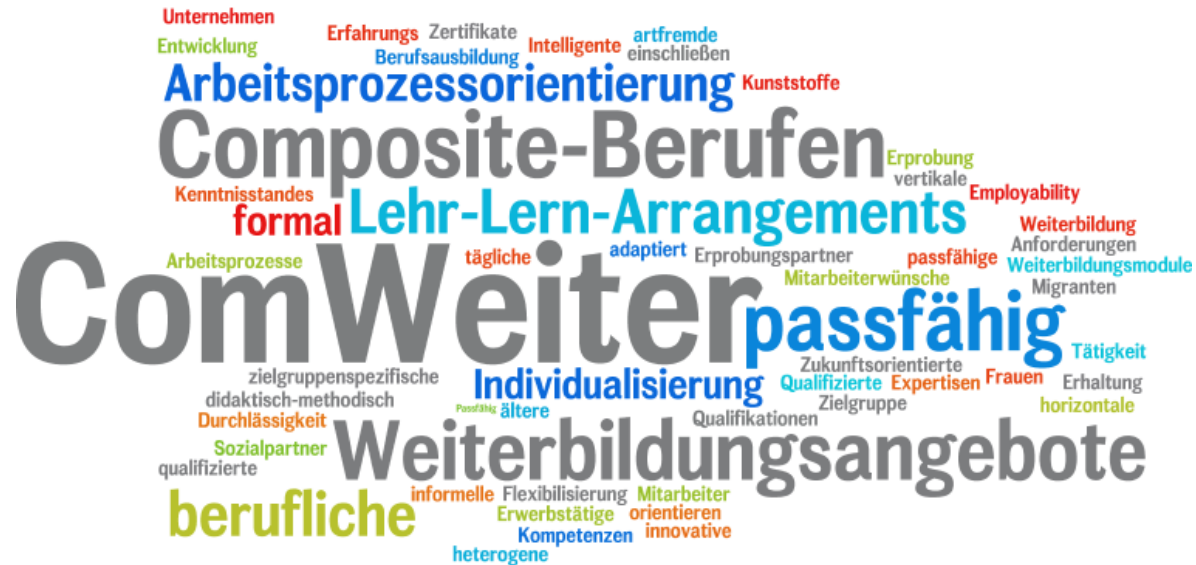 Unternehmen
Erfahrungs Zertifikate artfremde
Entwicklung Berufsausbildung Intelligente einschließen
Arbeitsprozessorientierung Kunststoffe
Composite-Berufen Erprobung
vertikale
Kenntnisstandes Employability
formal Lehr-Lern-Arrangements Weiterbildung
Arbeitsprozesse tägliche adaptiert Erprobungspartner passfähige Anforderungen
Mitarbeiterwünsche Weiterbildungsmodule
Migranten
ComWeiter passfähig
Tätigkeit
zielgruppenspezifische Individualisierung Zukunftsorientierte
Qualifizierte Expertisen Frauen Erhaltung
didaktisch-methodisch Passfähig ältere Zielgruppe horizontale
Durchlässigkeit Qualifikationen
Sozialpartner Weiterbildungsangebote
qualifizierte
berufliche informelle Flexibilisierung Mitarbeiter
Erwerbstätige orientieren
Kompetenzen innovative
heterogene